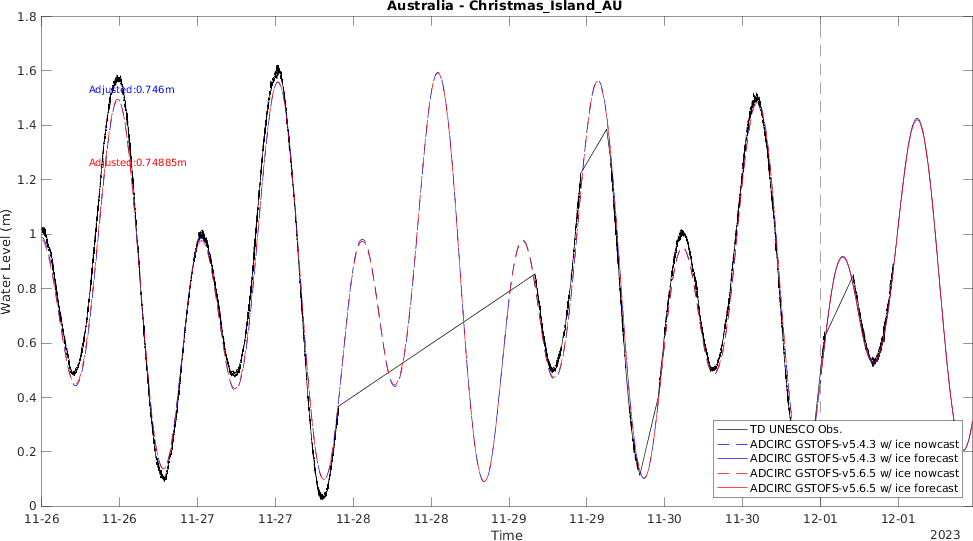 Australia - Christmas_Island_AU
1.8
1.6
1.4
1.2
1
0.8
0.6
0.4
0.2
0
Water Level (m)
Adjusted:0.746m
Adjusted:0.74885m
TD UNESCO Obs.
ADCIRC GSTOFS-v5.4.3 w/ ice nowcast
ADCIRC GSTOFS-v5.4.3 w/ ice forecast
ADCIRC GSTOFS-v5.6.5 w/ ice nowcast
ADCIRC GSTOFS-v5.6.5 w/ ice forecast
11-26 11-26 11-27 11-27 11-28 11-28 11-29 11-29 11-30 11-30 12-01 12-01
Time
2023